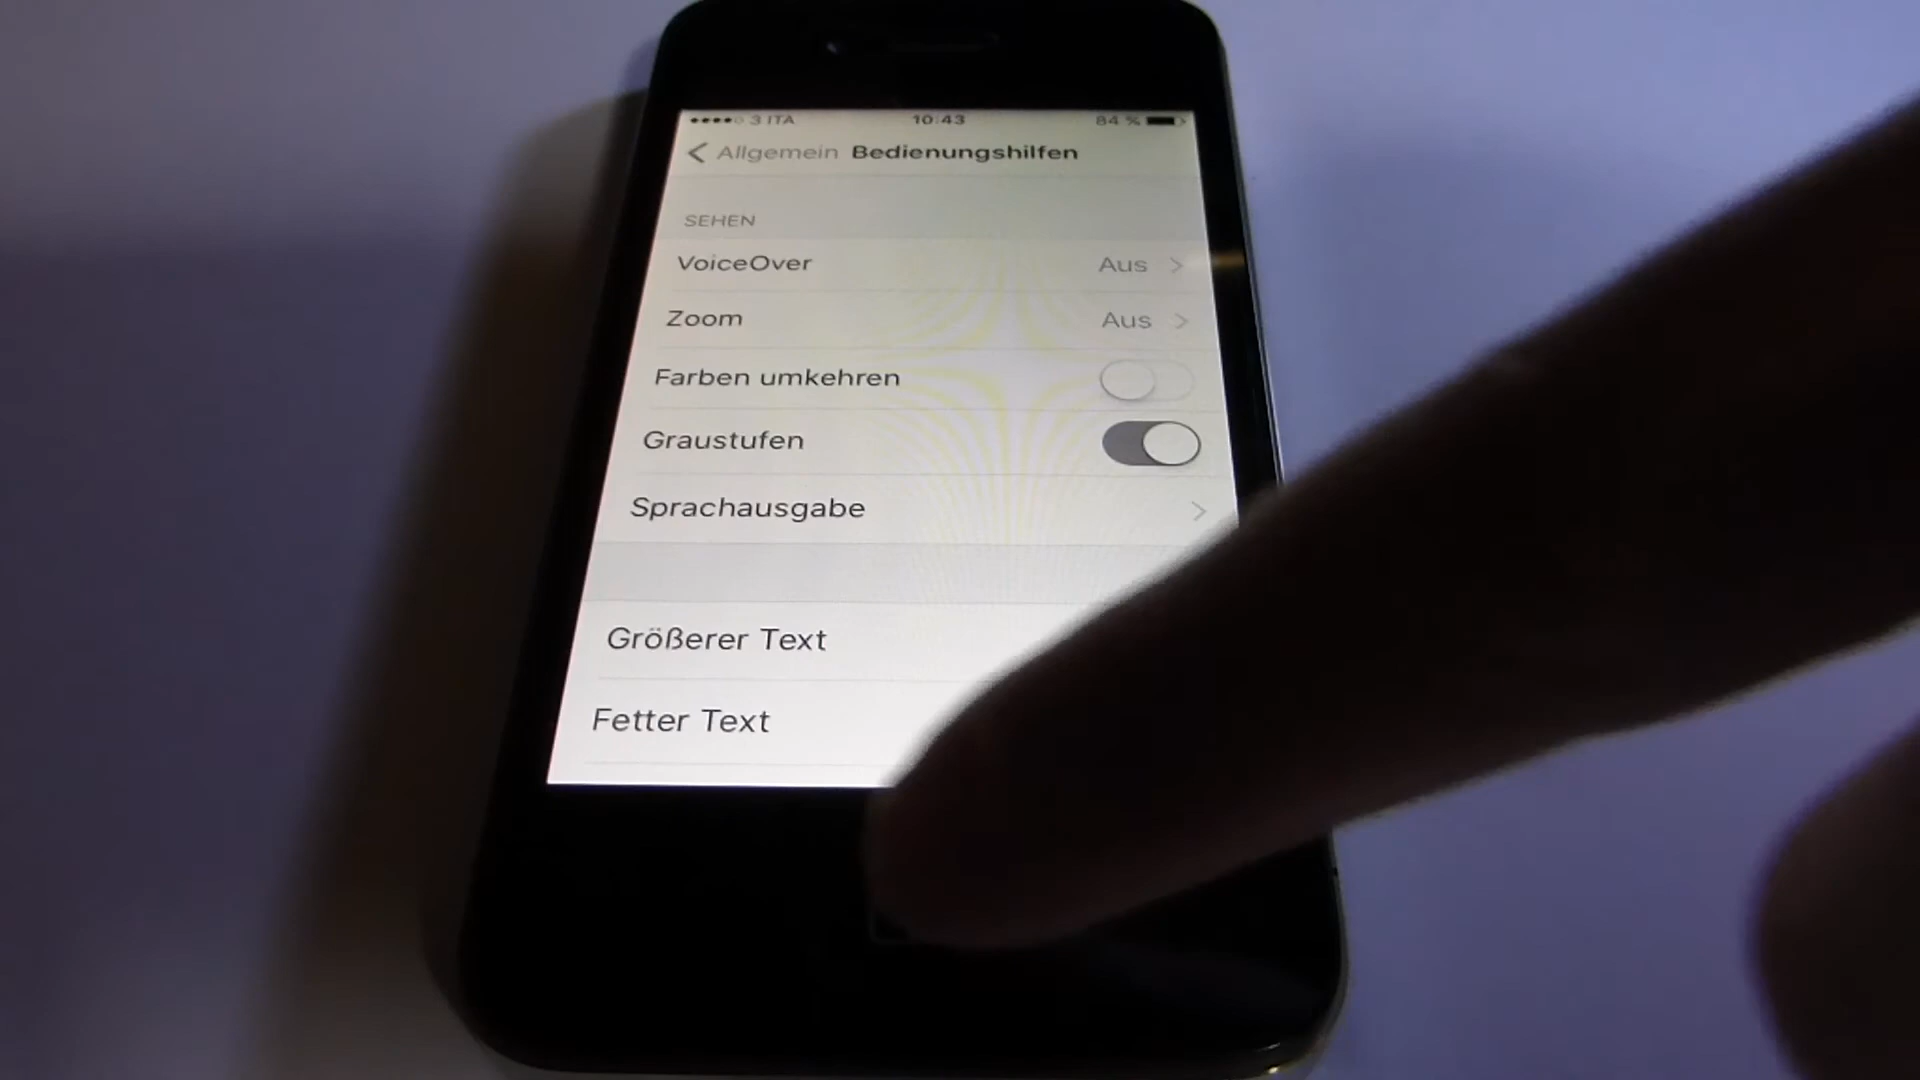 3 ITA 10:43 84 %
Allgemein Bedienungshilfen
SEHEN
VoiceOver Aus
Zoom Aus
Farben umkehren
Graustufen
Sprachausgabe
Größerer Text
Fetter Text